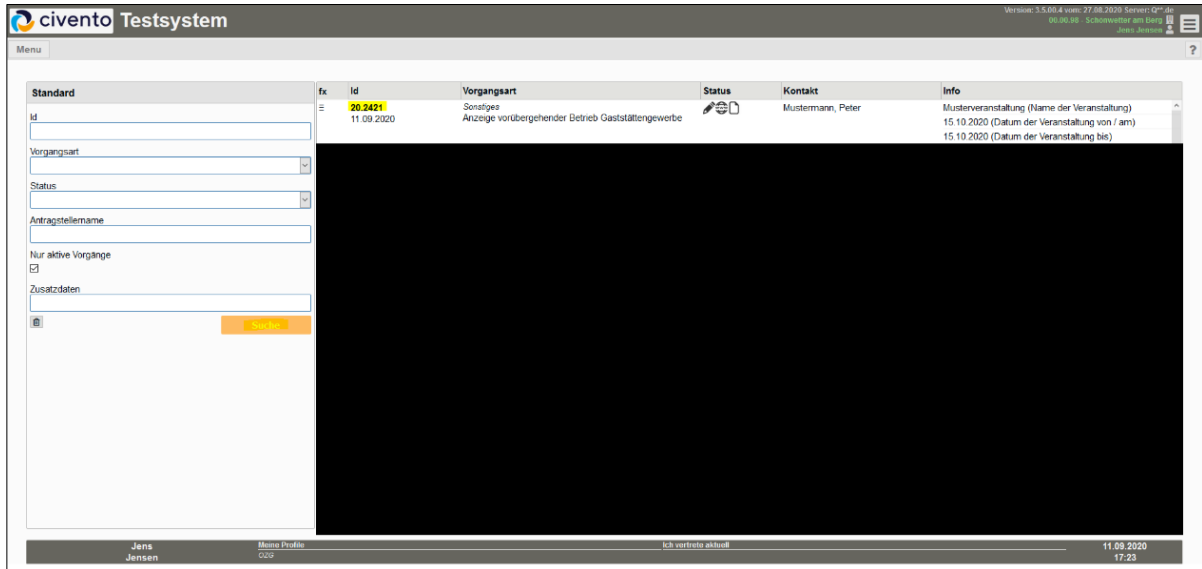 civento Testsystem
Version: 3.5.00.4 vom: 27.08.2020 Server: Q**.de
00.00.98 Schönwetter am Berg
Jens Jensen
Menu
?
Standard
Id
Vorgangsart
Status
Antragstellername
Nur aktive Vorgänge
Zusatzdaten
Suche
fx Id Vorgangsart Status Kontakt Info
20.2421 Sonstiges Mustermann, Peter Musterveranstaltung (Name der Veranstaltung)
11.09.2020 Anzeige vorübergehender Betrieb Gaststättengewerbe 15.10.2020 (Datum der Veranstaltung von / am)
15.10.2020 (Datum der Veranstaltung bis)
Jens Meine Profile Ich vertrete aktuell 11.09.2020
Jensen OZG 17:23